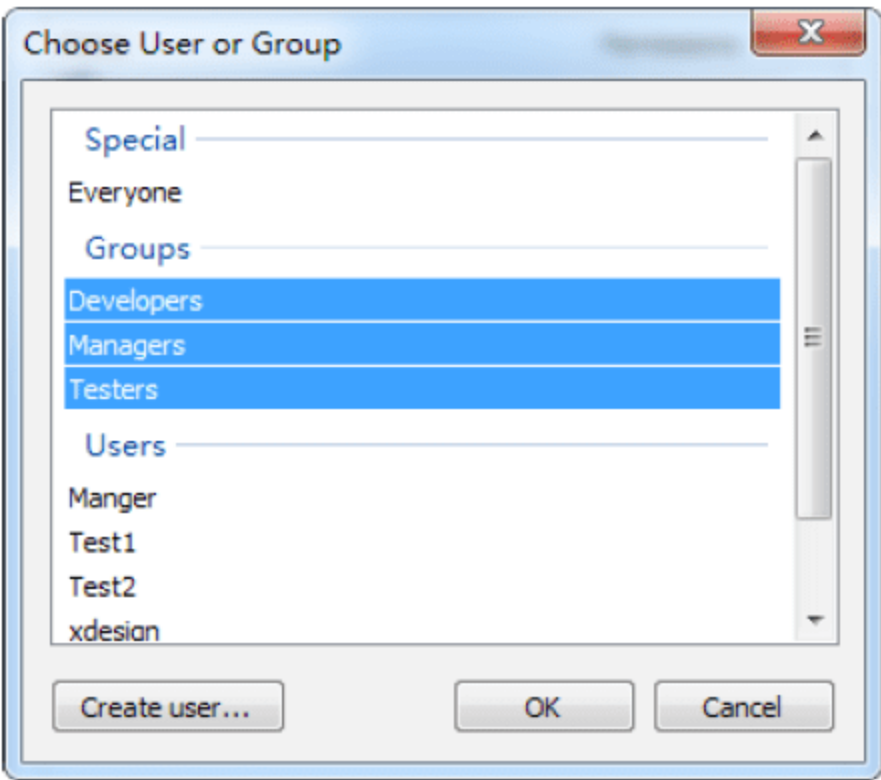 Choose User or Group
Special
Everyone
Groups
Developers
Managers
Testers
Users
Manger
Test1
Test2
xdesign
Create user...
OK
Cancel